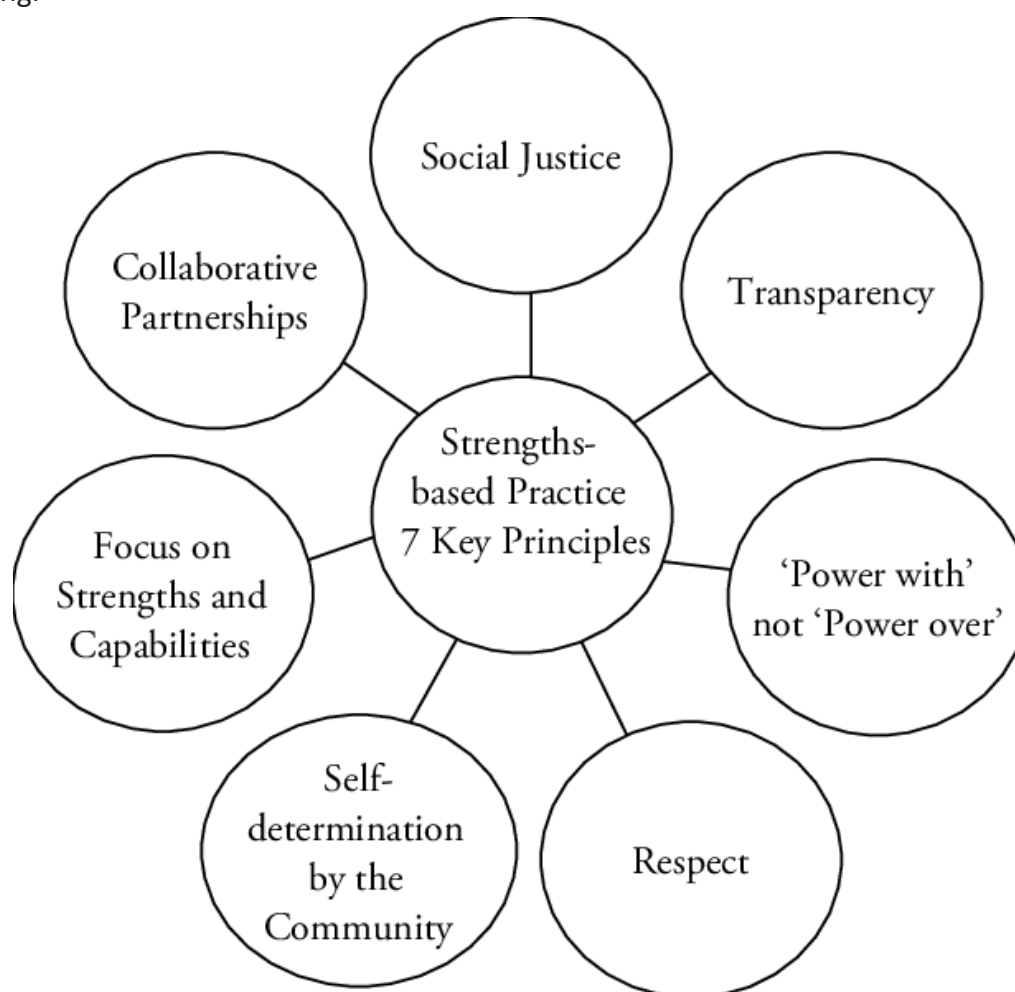 Social Justice
Transparency
‘Power with’
not ‘Power over’
Respect
Self-
determination
by the
Community
Focus on
Strengths and
Capabilities
Collaborative
Partnerships
Strengths-
based Practice
7 Key Principles